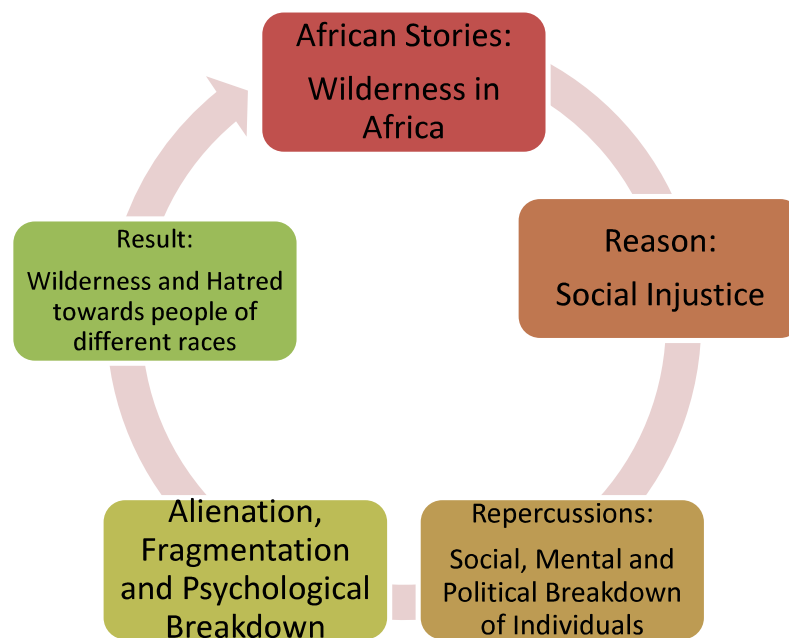 African Stories:
Wilderness in
Africa
Reason:
Social Injustice
Repercussions:
Social, Mental and
Political Breakdown
of Individuals
Alienation,
Fragmentation
and Psychological
Breakdown
Result:
Wilderness and Hatred
towards people of
different races